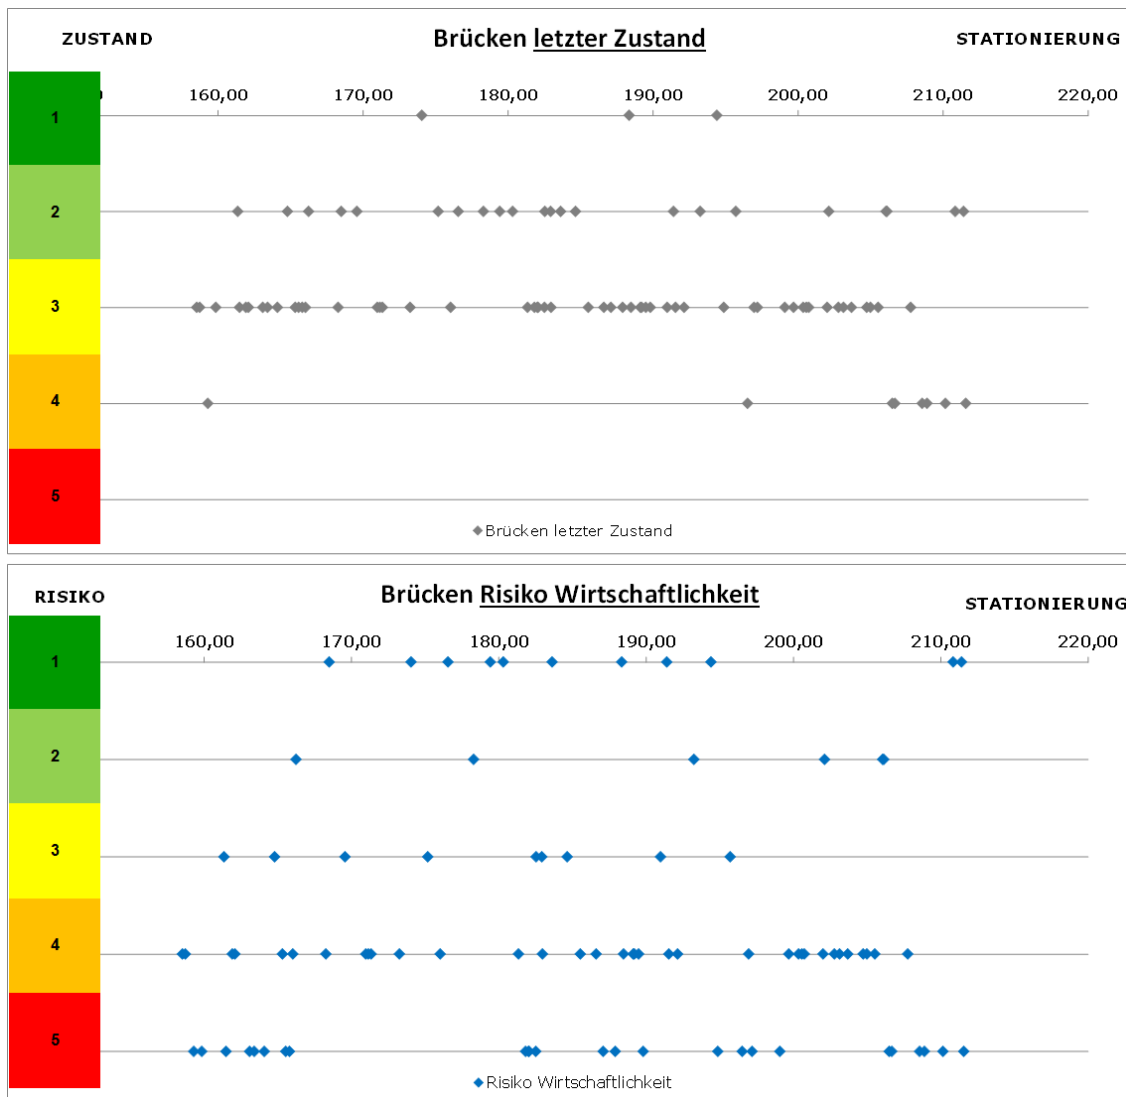 ZUSTAND
Brücken letzter Zustand
STATIONIERUNG
160,00 170,00 180,00 190,00 200,00 210,00 220,00
1
2
3
4
5
Brücken letzter Zustand
RISIKO
Brücken Risiko Wirtschaftlichkeit
STATIONIERUNG
160,00 170,00 180,00 190,00 200,00 210,00 220,00
1
2
3
4
5
Risiko Wirtschaftlichkeit